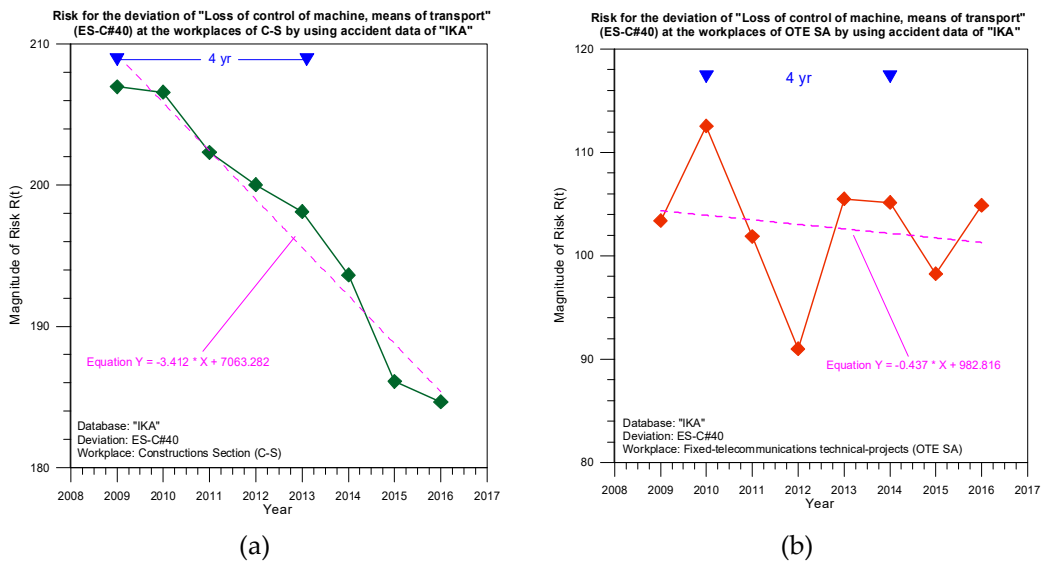 Risk for the deviation of "Loss of control of machine, means of transport"
(ES-C#40) at the workplaces of C-S by using accident data of "IKA"
210
200
190
180
Magnitude of Risk R(t)
4 yr
Equation Y = -3.412 * X + 7063.282
Database: "IKA"
Deviation: ES-C#40
Workplace: Constructions Section (C-S)
2008 2009 2010 2011 2012 2013 2014 2015 2016 2017
Year
(a)
Risk for the deviation of "Loss of control of machine, means of transport"
(ES-C#40) at the workplaces of OTE SA by using accident data of "IKA"
120
110
100
90
80
Magnitude of Risk R(t)
4 yr
Equation Y = -0.437 * X + 982.816
Database: "IKA"
Deviation: ES-C#40
Workplace: Fixed-telecommunications technical-projects (OTE SA)
2008 2009 2010 2011 2012 2013 2014 2015 2016 2017
Year
(b)